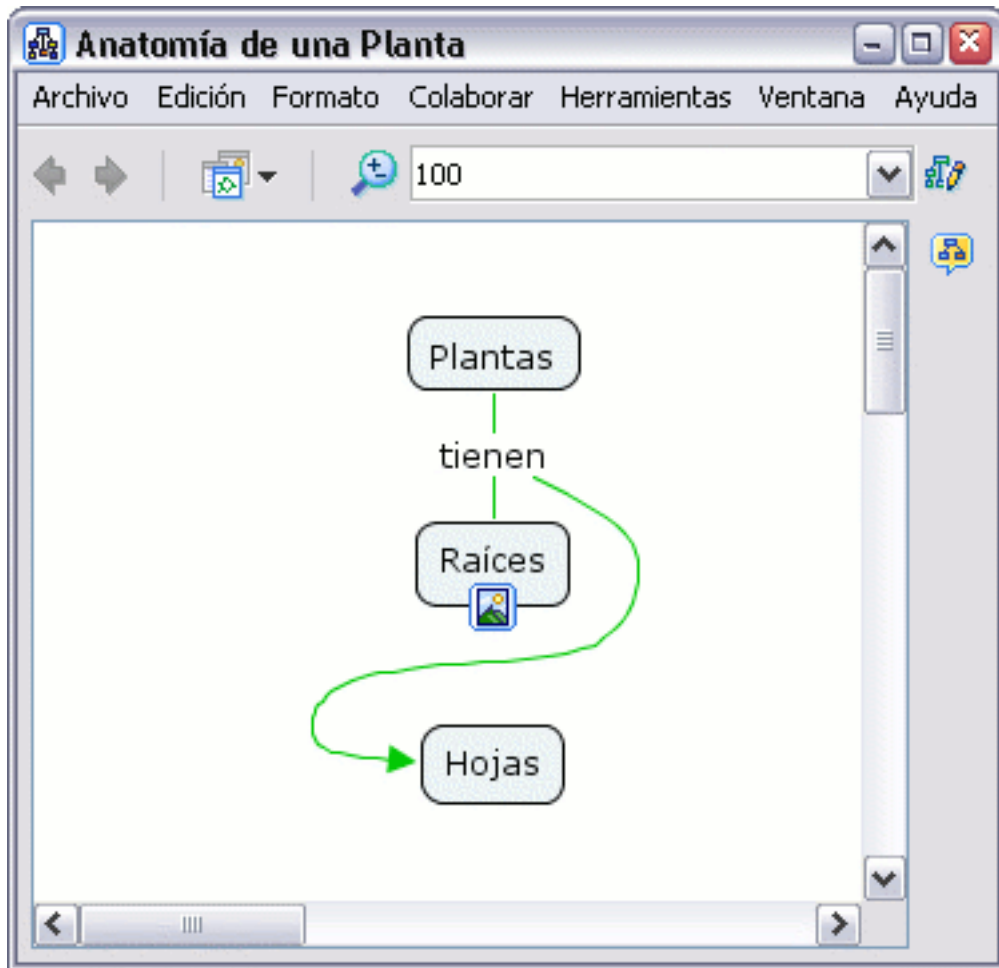 Anatomía de una Planta
Archivo Edición Formato Colaborar Herramientas Ventana Ayuda
100
Plantas
tienen
Raíces
Hojas